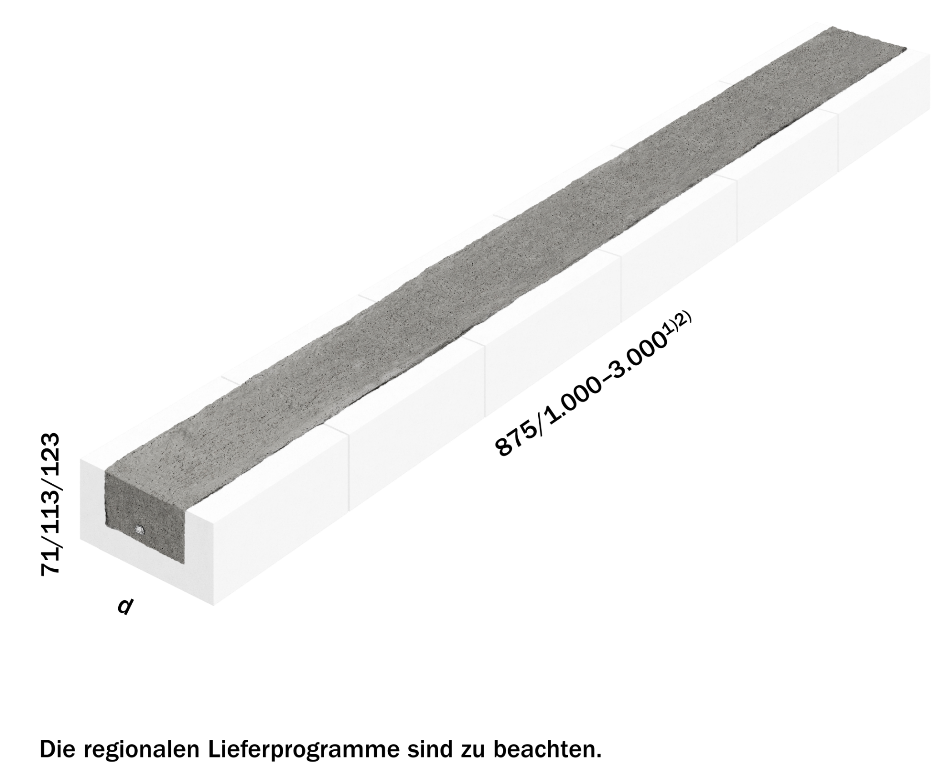 875/1.000–3.000¹⁾²⁾
71/113/123
d
Die regionalen Lieferprogramme sind zu beachten.